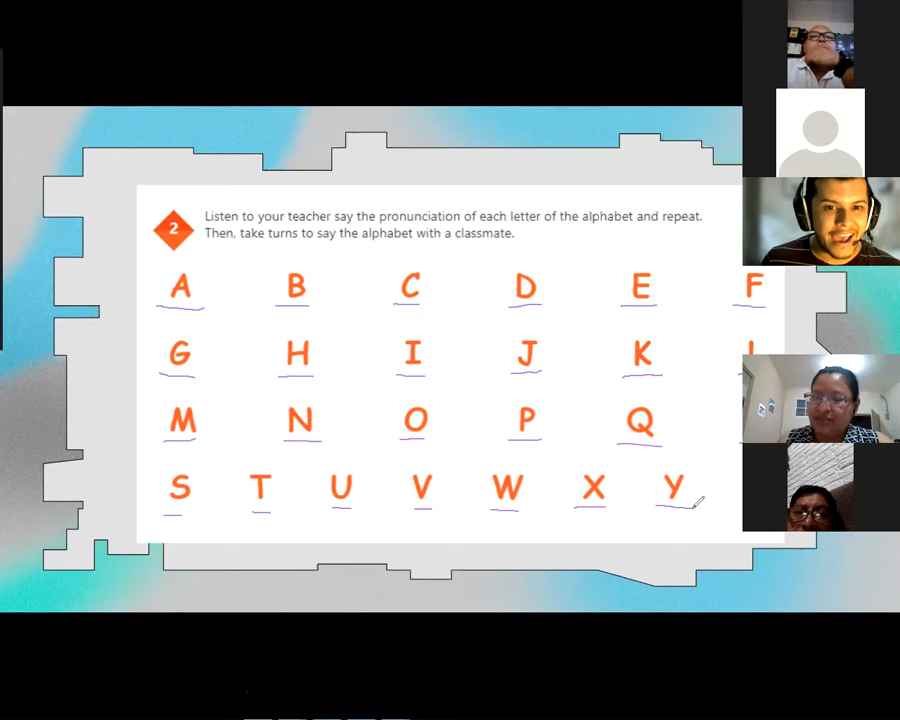 2
Listen to your teacher say the pronunciation of each letter of the alphabet and repeat.
Then, take turns to say the alphabet with a classmate.
A B C D E F
G H I J K
M N O P Q
S T U V W X Y